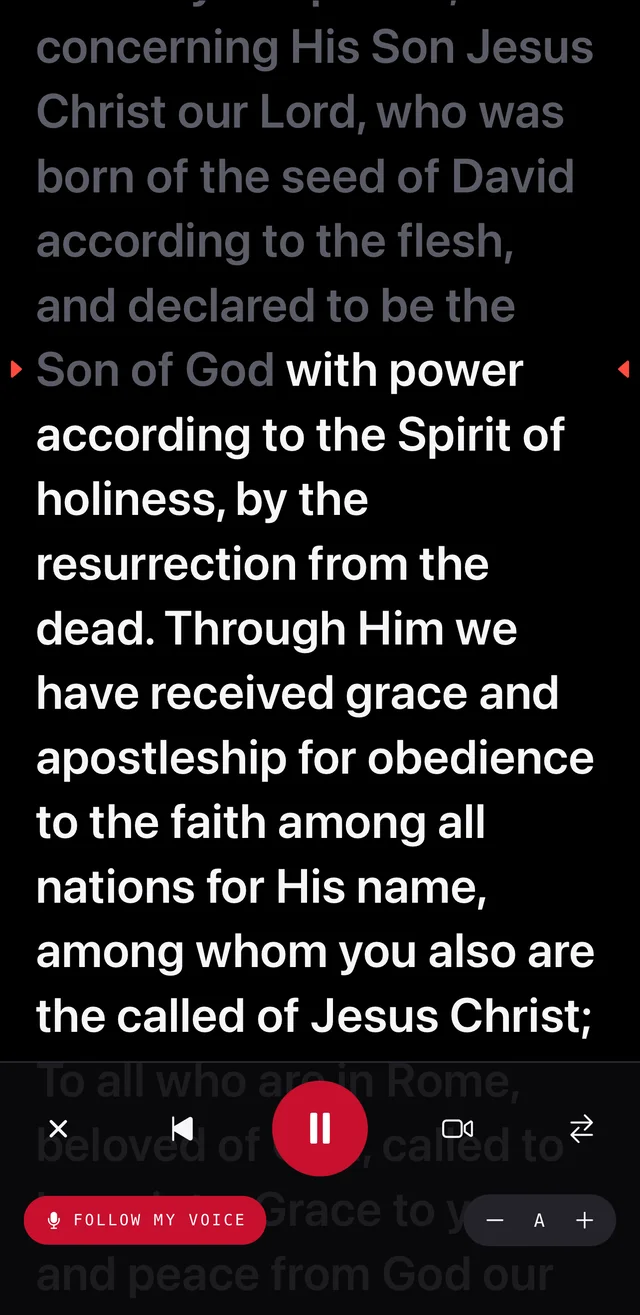 concerning His Son Jesus
Christ our Lord, who was
born of the seed of David
according to the flesh,
and declared to be the
Son of God with power
according to the Spirit of
holiness, by the
resurrection from the
dead. Through Him we
have received grace and
apostleship for obedience
to the faith among all
nations for His name,
among whom you also are
the called of Jesus Christ;
To all who are in Rome,
beloved of , called to
FOLLOW MY VOICE
Grace to
A
and peace from God our